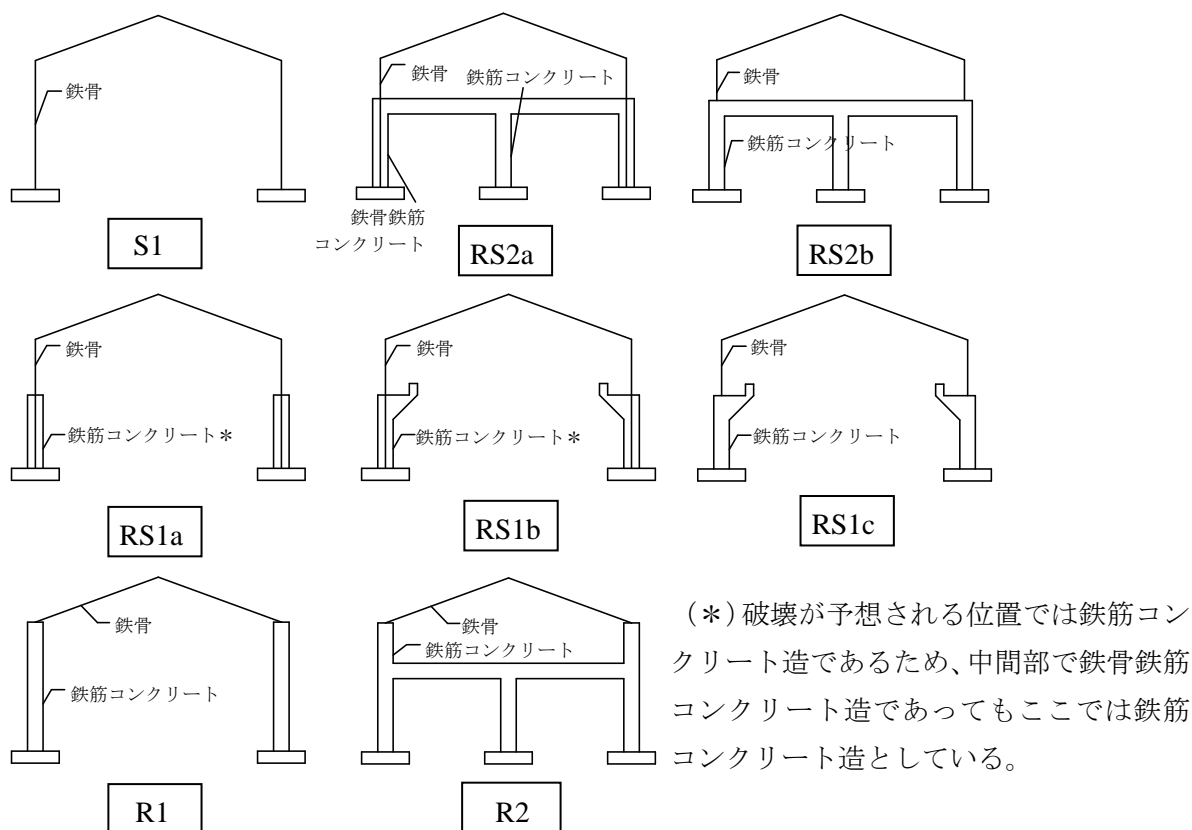 鉄骨
S1
鉄骨
鉄筋コンクリート
鉄骨鉄筋
コンクリート
RS2a
鉄骨
鉄筋コンクリート
RS2b
鉄骨
鉄筋コンクリート＊
RS1a
鉄骨
鉄筋コンクリート＊
RS1b
鉄骨
鉄筋コンクリート
RS1c
鉄骨
鉄筋コンクリート
R1
鉄骨
鉄筋コンクリート
R2
（＊）破壊が予想される位置では鉄筋コン
クリート造であるため、中間部で鉄骨鉄筋
コンクリート造であってもここでは鉄筋
コンクリート造としている。